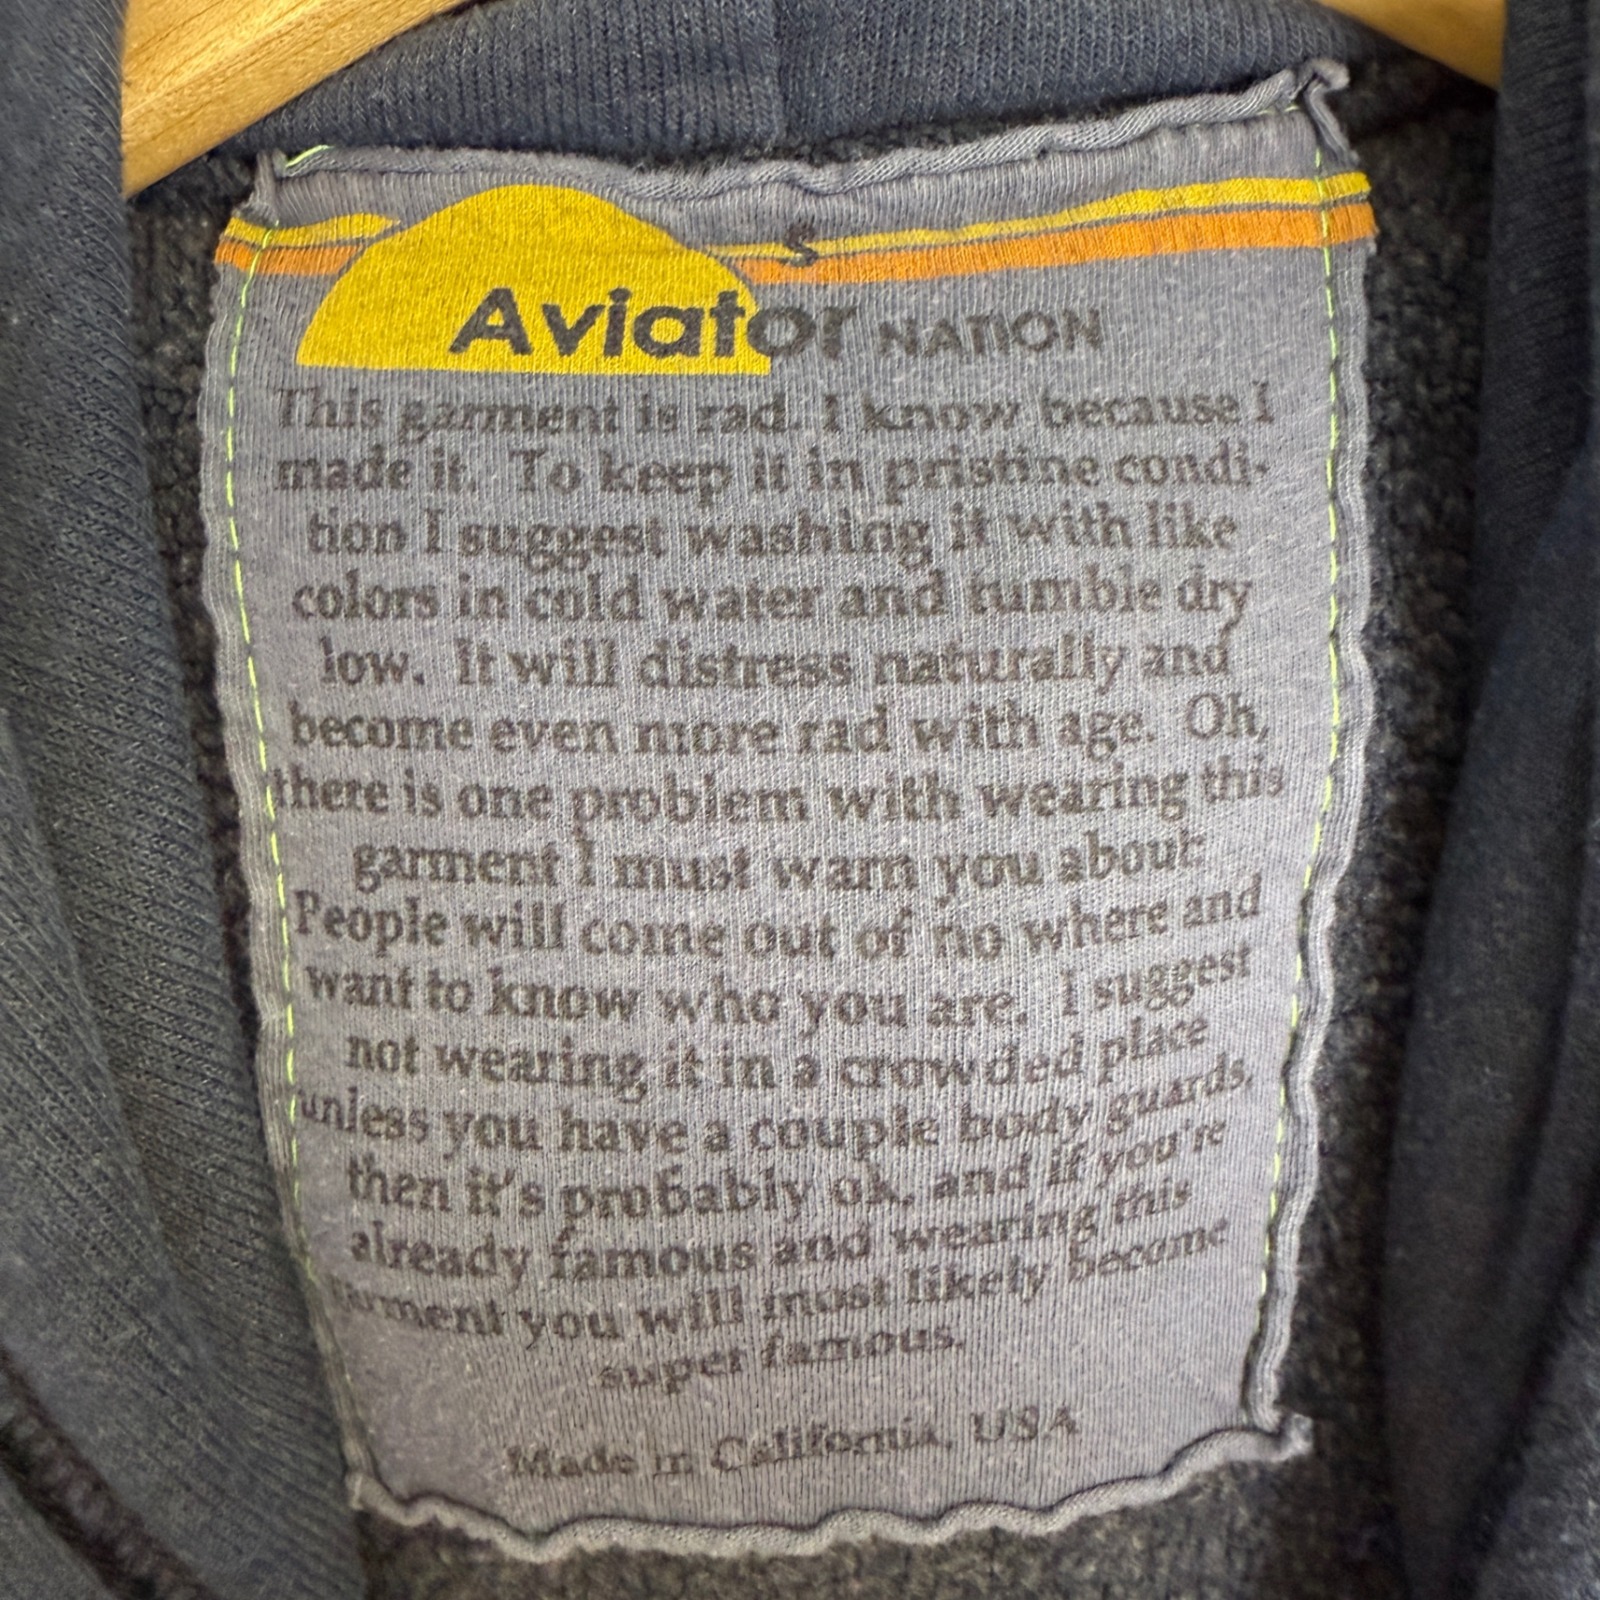 S
Aviator NATION
This garment is rad. I know because I
made it. To keep it in pristine condi-
tion I suggest washing it with like
colors in cold water and tumble dry
low. It will distress naturally and
become even more rad with age. Oh,
there is one problem with wearing this
garment I must warn you about:
People will come out of no where and
want to know who you are. I suggest
not wearing it in a crowded place
unless you have a couple body guards,
then it's probably ok, and if you're
already famous and wearing this
garment you will most likely become
super famous.
Made in California, USA